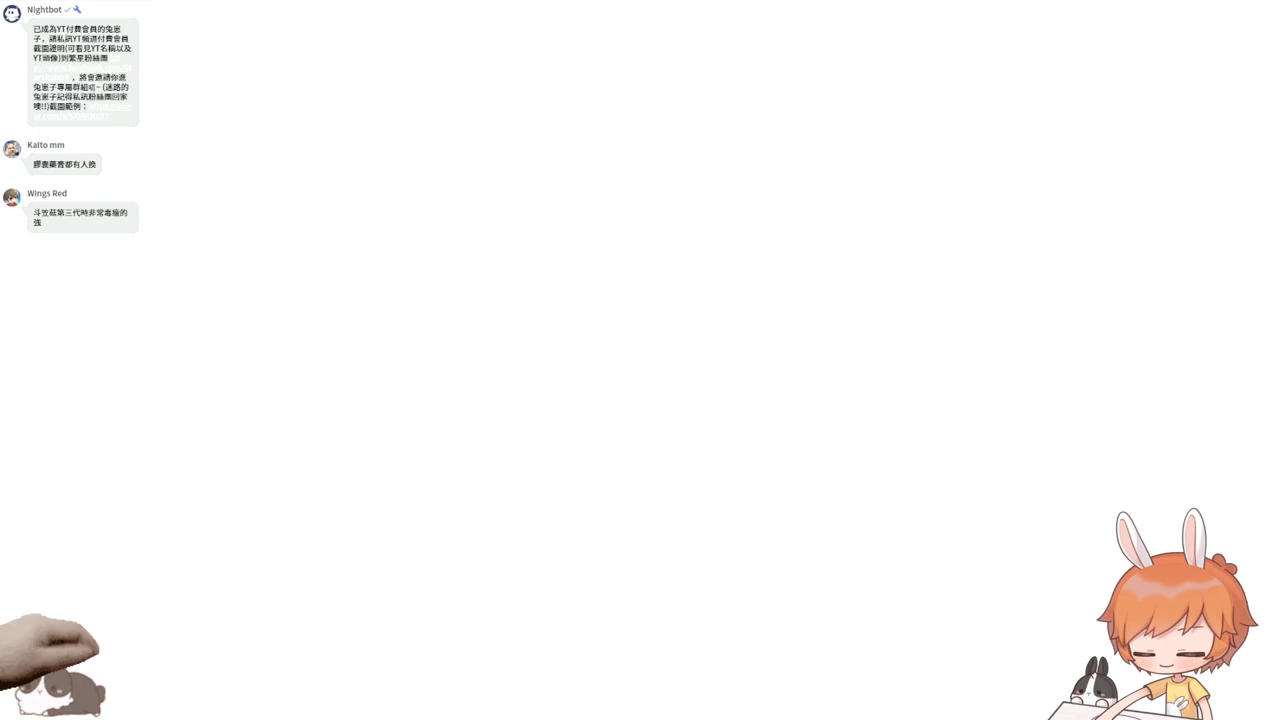 Nightbot
已成為YT付費會員的兔崽
子，請私訊YT頻道付費會員
截圖證明(可看見YT名稱以及
YT頭像)到繁星粉絲團
，將會邀請你進
兔崽子專屬群組唷~ (迷路的
兔崽子記得私訊粉絲團回家
噢!!)截圖範例：
Kaito mm
膠囊藥膏都有人換
Wings Red
斗笠菇第三代時非常毒瘤的
強